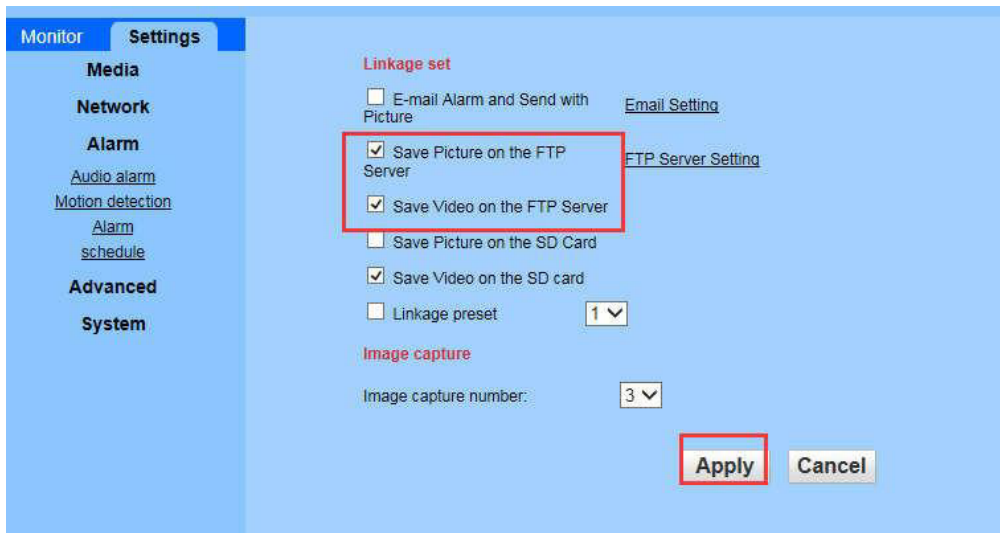 Monitor
Settings
Media
Network
Alarm
Audio alarm
Motion detection
Alarm
schedule
Advanced
System
Linkage set
E-mail Alarm and Send with
Picture
Email Setting
Save Picture on the FTP
Server
FTP Server Setting
Save Video on the FTP Server
Save Picture on the SD Card
Save Video on the SD card
Linkage preset
1
Image capture
Image capture number:
3
Apply
Cancel